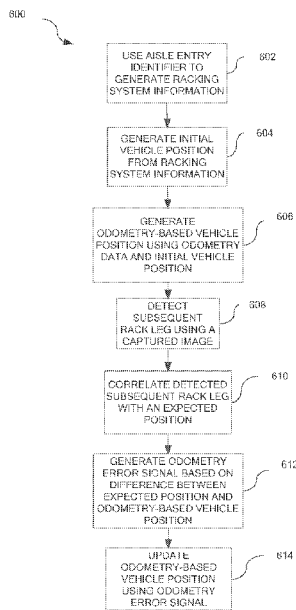 600
USE AISLE ENTRY
IDENTIFIER TO
GENERATE RACKING
SYSTEM INFORMATION
602
GENERATE INITIAL
VEHICLE POSITION
FROM RACKING
SYSTEM INFORMATION
604
GENERATE
ODOMETRY-BASED VEHICLE
POSITION USING ODOMETRY
DATA AND INITIAL VEHICLE
POSITION
606
DETECT
SUBSEQUENT
RACK LEG USING A
CAPTURED IMAGE
608
CORRELATE DETECTED
SUBSEQUENT RACK LEG
WITH AN EXPECTED
POSITION
610
GENERATE ODOMETRY
ERROR SIGNAL BASED ON
DIFFERENCE BETWEEN
EXPECTED POSITION AND
ODOMETRY-BASED VEHICLE
POSITION
612
UPDATE
ODOMETRY-BASED
VEHICLE POSITION
USING ODOMETRY
ERROR SIGNAL
614